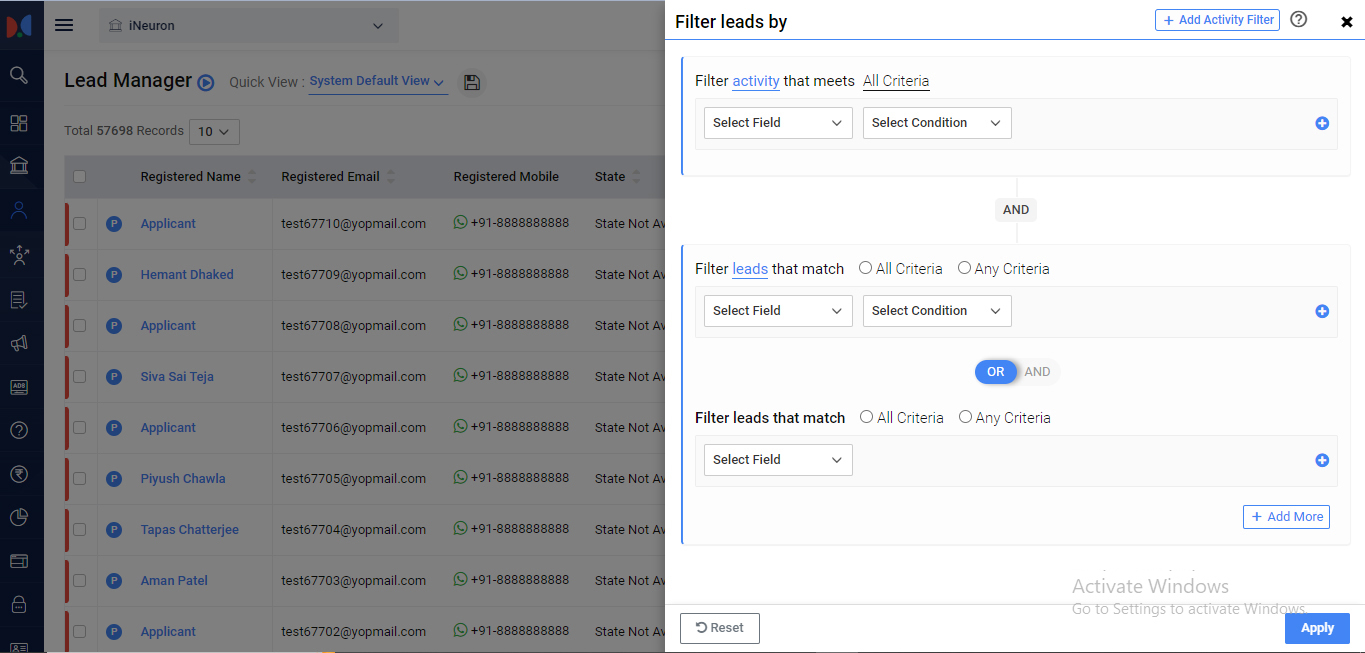 iNeuron
Lead Manager Quick View : System Default View
Total 57698 Records 10
Registered Name Registered Email Registered Mobile State
P Applicant test67710@yopmail.com +91-8888888888 State Not Av
P Hemant Dhaked test67709@yopmail.com +91-8888888888 State Not Av
P Applicant test67708@yopmail.com +91-8888888888 State Not Av
P Siva Sai Teja test67707@yopmail.com +91-8888888888 State Not Av
P Applicant test67706@yopmail.com +91-8888888888 State Not Av
P Piyush Chawla test67705@yopmail.com +91-8888888888 State Not Av
P Tapas Chatterjee test67704@yopmail.com +91-8888888888 State Not Av
P Aman Patel test67703@yopmail.com +91-8888888888 State Not Av
P Applicant test67702@yopmail.com +91-8888888888 State Not Av
ADS
Filter leads by + Add Activity Filter
Filter activity that meets All Criteria
Select Field Select Condition
AND
Filter leads that match All Criteria Any Criteria
Select Field Select Condition
OR AND
Filter leads that match All Criteria Any Criteria
Select Field
+ Add More
Activate Windows
Go to Settings to activate Windows.
Reset Apply